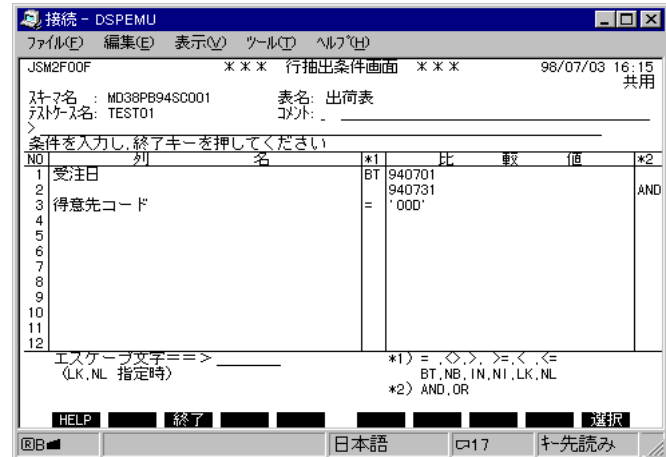 接続 - DSPEMU
ファイル(F) 編集(E) 表示(V) ツール(T) ヘルプ(H)
JSM2F00F *** 行抽出条件画面 *** 98/07/03 16:15
共用
スキーマ名 : MD38PB94SC001 表名: 出荷表
テストケース名: TEST01 コメント: _
>
条件を入力し,終了キーを押してください
NO 列 名 *1 比 較 値 *2
1 受注日 BT 940701
2 940731 AND
3 得意先コード = '00D'
4
5
6
7
8
9
10
11
12
エスケープ文字==> *1) = ,<>,>, >=,< ,<=
(LK,NL 指定時) BT,NB,IN,NI,LK,NL
*2) AND,OR
HELP 終了 選択
B 日本語 17 キー先読み